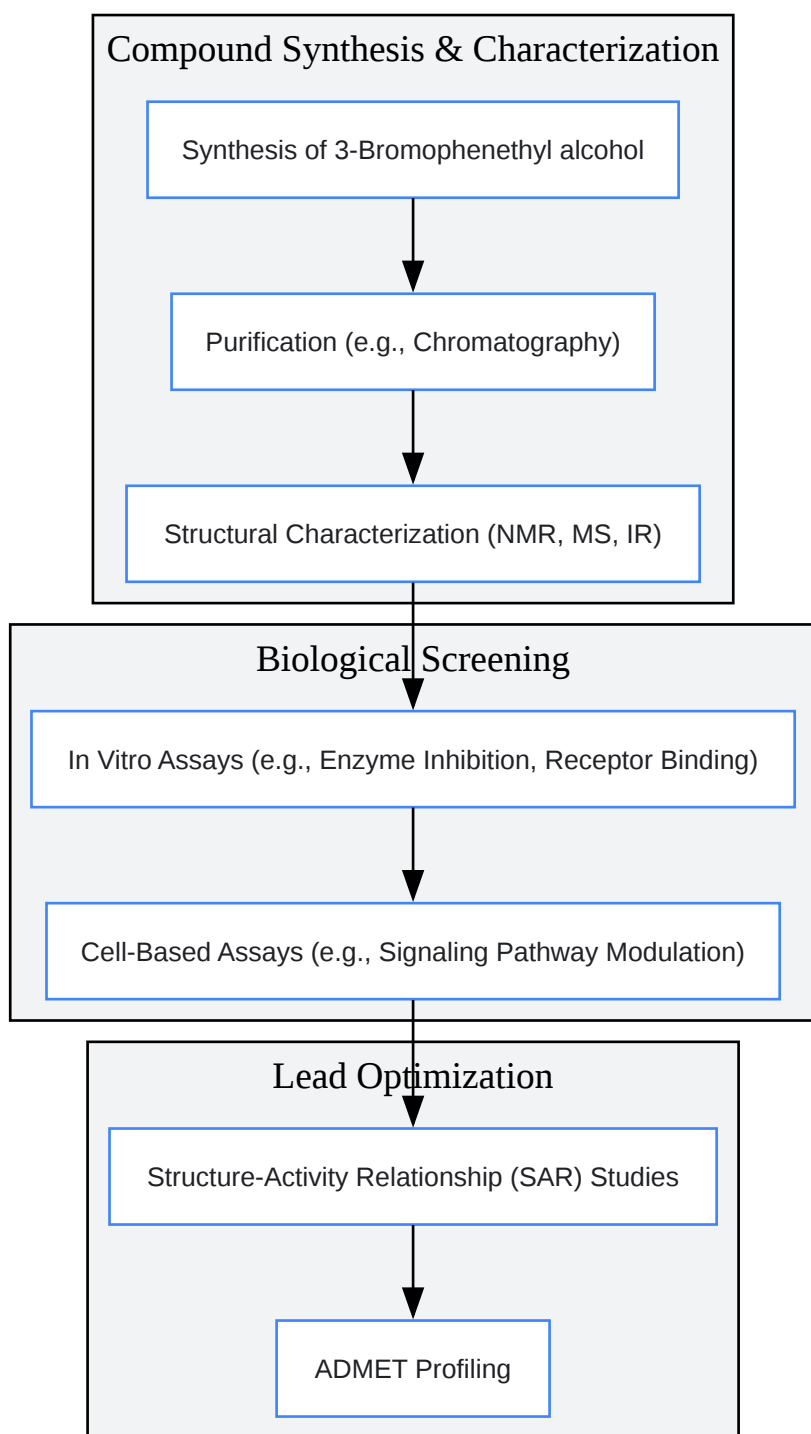 Compound Synthesis & Characterization
Synthesis of 3-Bromophenethyl alcohol
Purification (e.g., Chromatography)
Structural Characterization (NMR, MS, IR)
Biological Screening
In Vitro Assays (e.g., Enzyme Inhibition, Receptor Binding)
Cell-Based Assays (e.g., Signaling Pathway Modulation)
Lead Optimization
Structure-Activity Relationship (SAR) Studies
ADMET Profiling